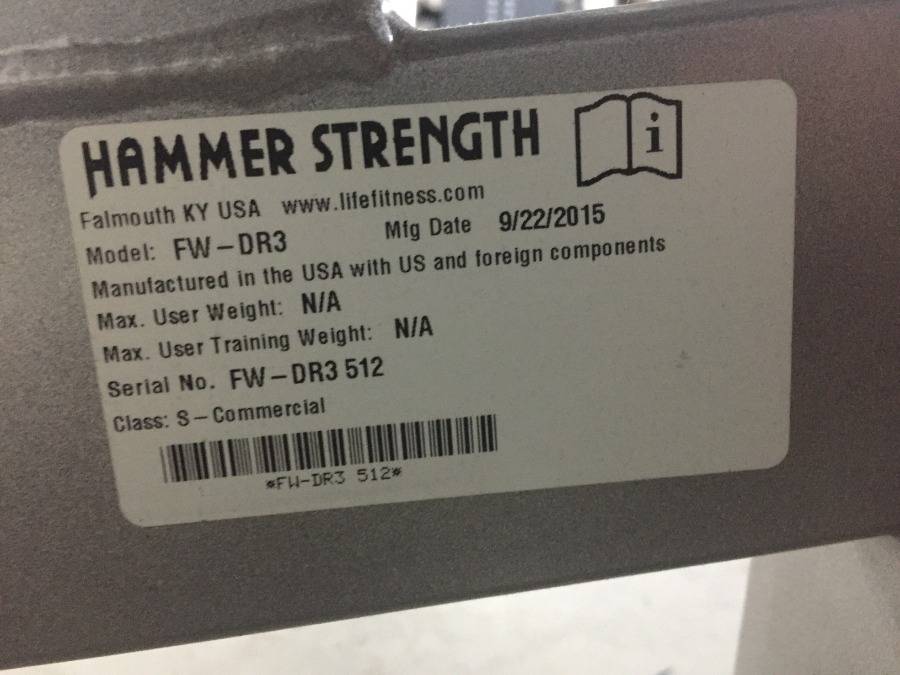 HAMMER STRENGTH i
Falmouth KY USA www.lifefitness.com
Model: FW-DR3 Mfg Date 9/22/2015
Manufactured in the USA with US and foreign components
Max. User Weight: N/A
Max. User Training Weight: N/A
Serial No. FW-DR3 512
Class: S-Commercial
*FW-DR3 512*